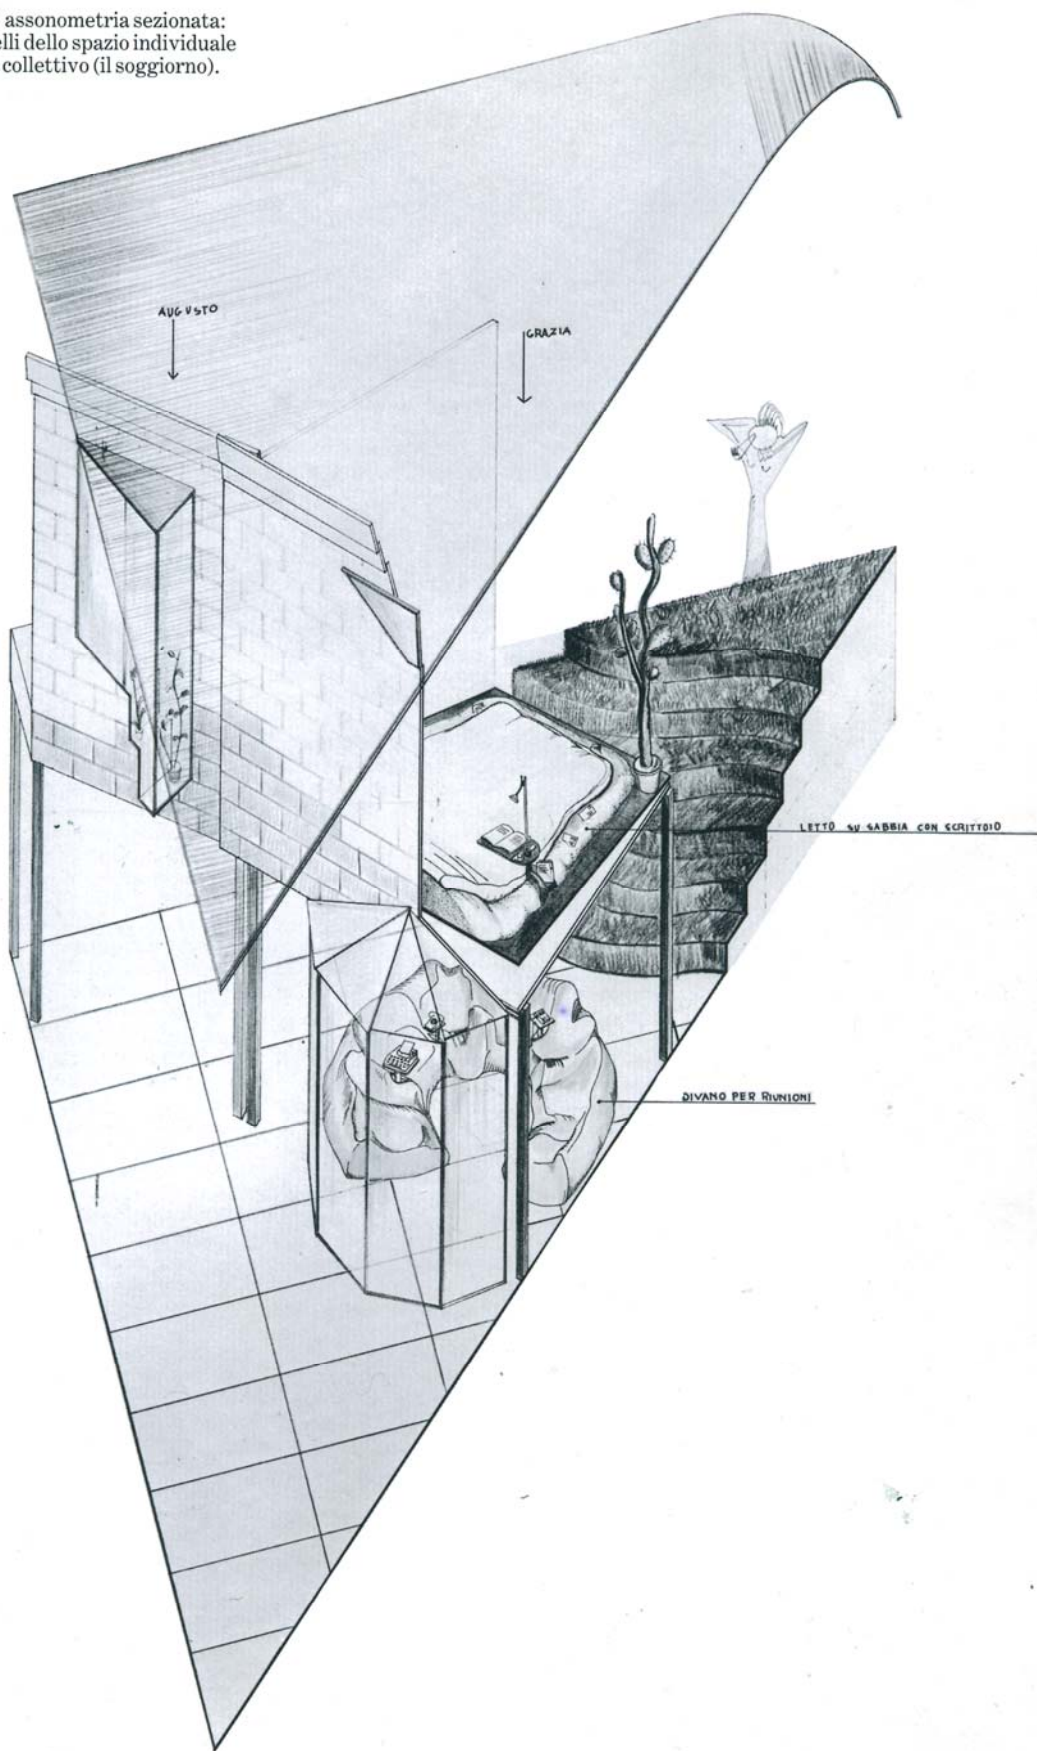 assonometria sezionata:
elli dello spazio individuale
collettivo (il soggiorno).
AUGUSTO
GRAZIA
LETTO SU SABBIA CON SCRITTOIO
DIVANO PER RIUNIONI